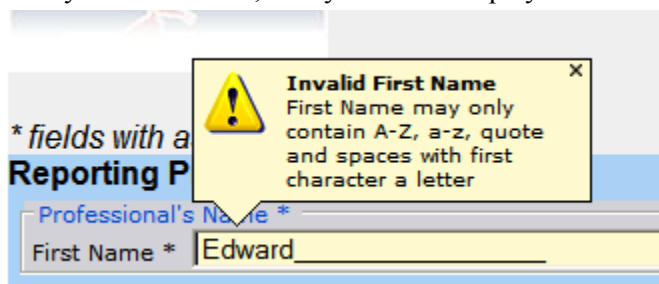 Invalid First Name
First Name may only
contain A-Z, a-z, quote
and spaces with first
character a letter
* fields with a
Reporting P
Professional's Name *
First Name * Edward__________________